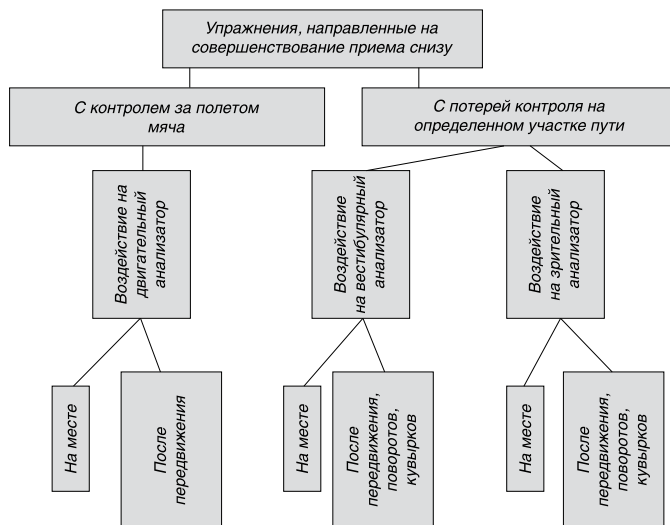 Упражнения, направленные на
совершенствование приема снизу
С контролем за полетом
мяча
С потерей контроля на
определенном участке пути
Воздействие на
двигательный
анализатор
Воздействие
на вестибулярный
анализатор
Воздействие
на зрительный
анализатор
На месте
После
передвижения
На месте
После
передвижения,
поворотов,
кувырков
На месте
После
передвижения,
поворотов,
кувырков